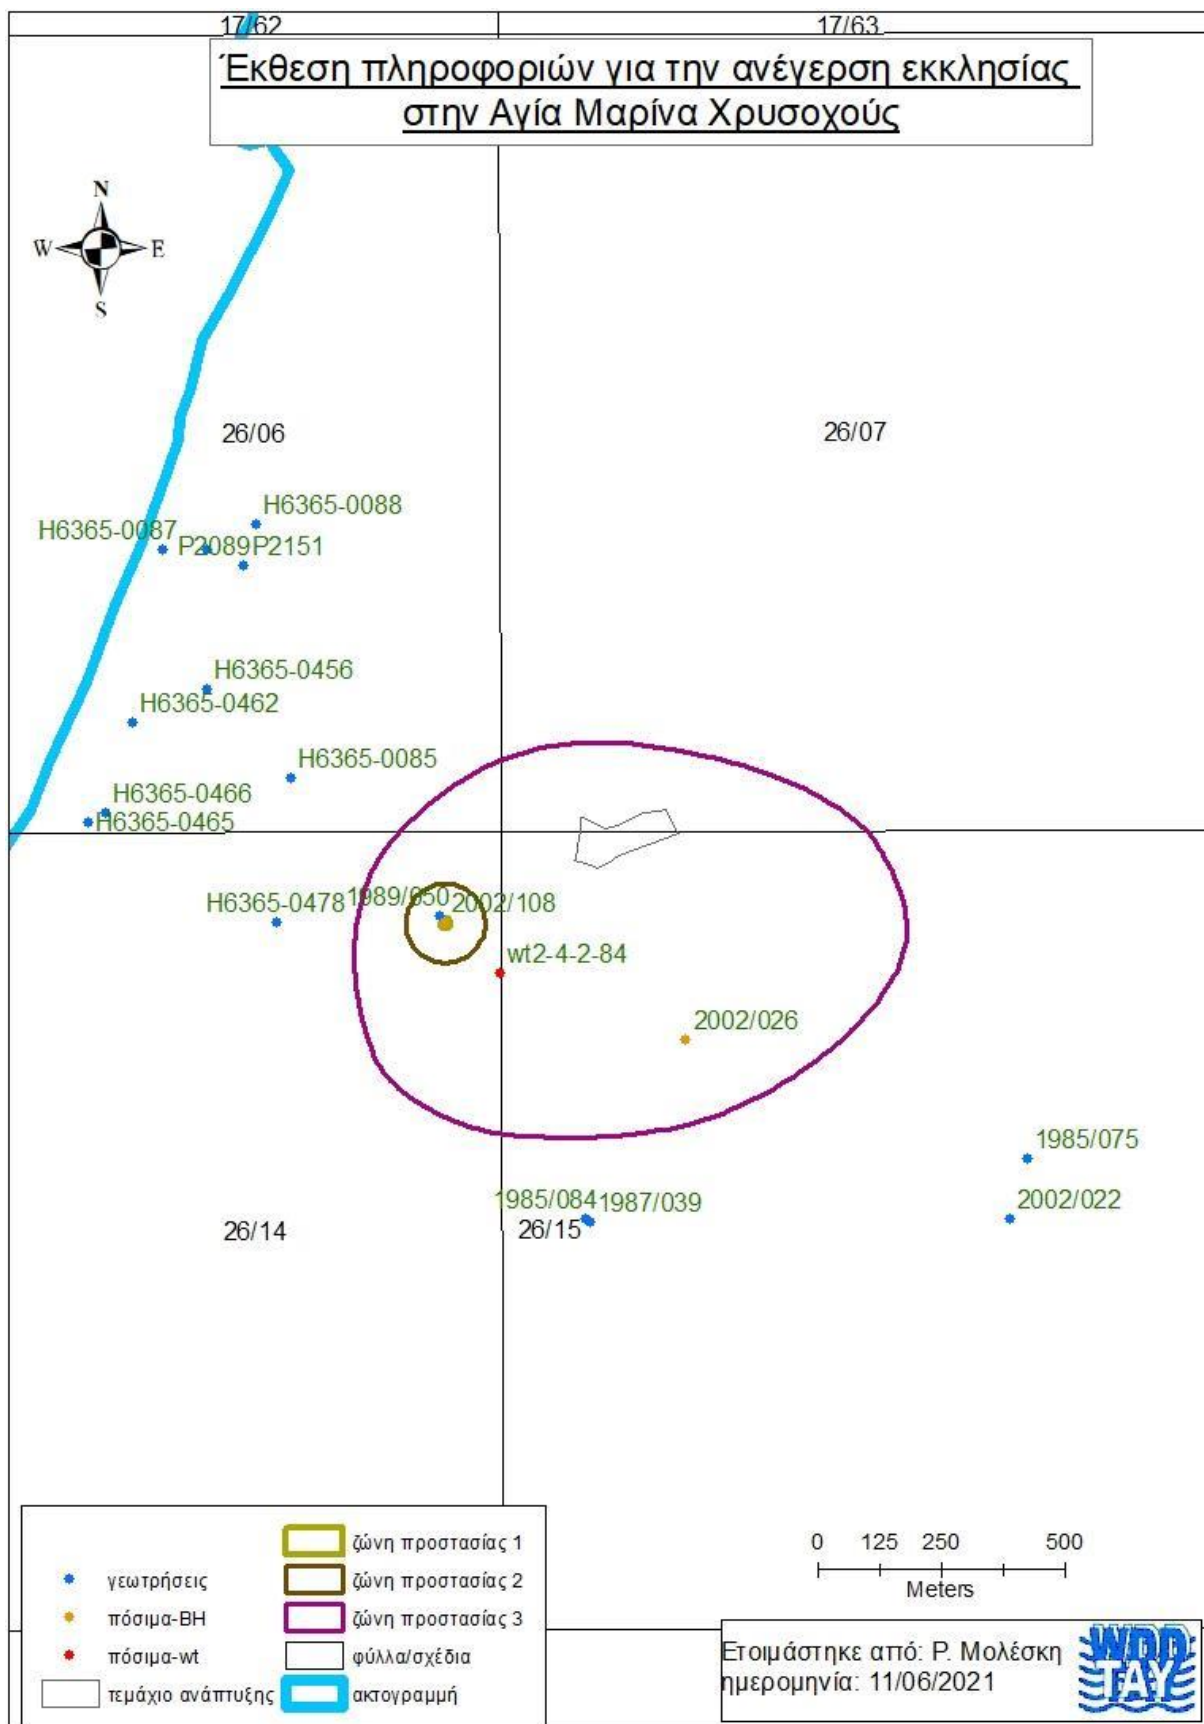 17/62
17/63
Έκθεση πληροφοριών για την ανέγερση εκκλησίας
στην Αγία Μαρίνα Χρυσοχούς
N
W E
S
26/06
26/07
H6365-0088
H6365-0087
P2089 P2151
H6365-0456
H6365-0462
H6365-0085
H6365-0466
H6365-0465
H6365-0478
1989/050
2002/108
wt2-4-2-84
2002/026
1985/075
1985/084
1987/039
2002/022
26/14
26/15
ζώνη προστασίας 1
γεωτρήσεις
ζώνη προστασίας 2
πόσιμα-BH
ζώνη προστασίας 3
πόσιμα-wt
φύλλα/σχέδια
τεμάχιο ανάπτυξης
ακτογραμμή
0 125 250 500
Meters
Ετοιμάστηκε από: Ρ. Μολέσκη
ημερομηνία: 11/06/2021
WDD
TAY